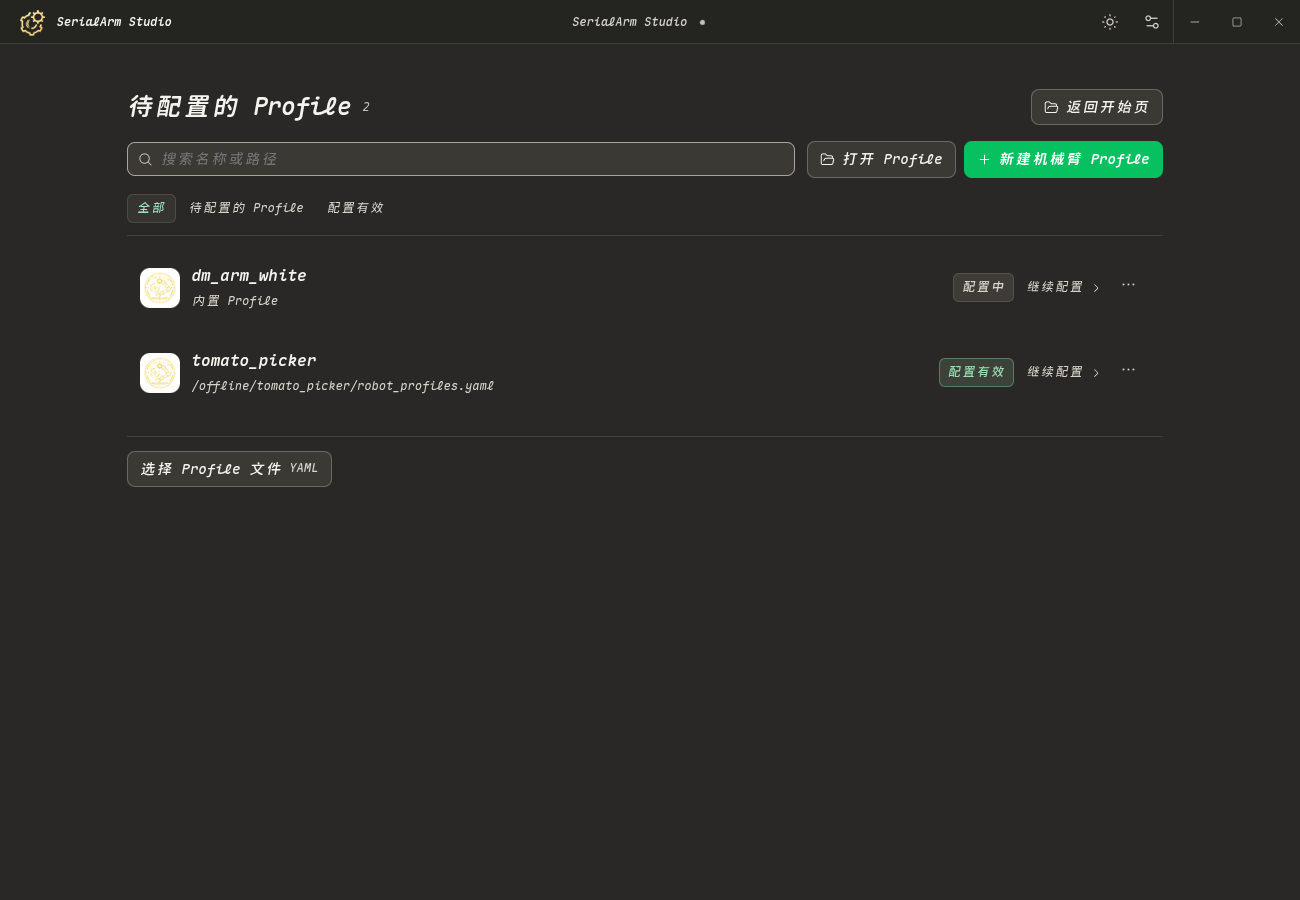 SerialArm Studio
SerialArm Studio
待配置的 Profile 2
返回开始页
搜索名称或路径
打开 Profile
新建机械臂 Profile
全部
待配置的 Profile
配置有效
dm_arm_white
内置 Profile
配置中
继续配置
tomato_picker
/offline/tomato_picker/robot_profiles.yaml
配置有效
继续配置
选择 Profile 文件 YAML